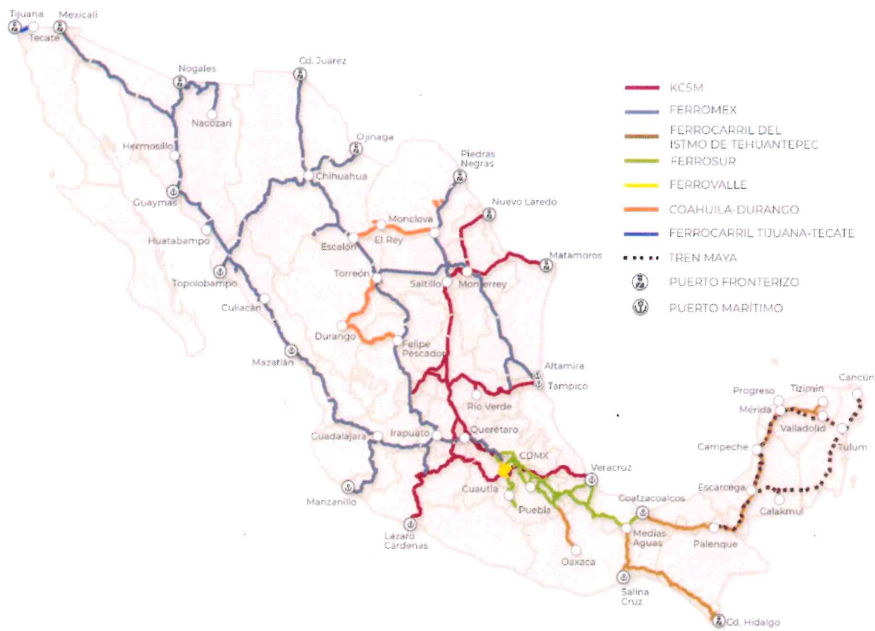 Tijuana
Mexicali
Tecate
Nogales
Cd. Juárez
Nacozari
Ojinaga
Hermosillo
Chihuahua
Piedras
Negras
Guaymas
Nuevo Laredo
Monclova
Huatabampo
Escalón
El Rey
Matamoros
Topolobampo
Torreón
Saltillo
Monterrey
Culiacán
Durango
Felipe
Pescador
Mazatlán
Altamira
Tampico
Río Verde
Guadalajara
Irapuato
Querétaro
CDMX
Veracruz
Manzanillo
Cuautla
Puebla
Coatzacoalcos
Lázaro
Cárdenas
Medias
Aguas
Oaxaca
Salina
Cruz
Palenque
Cd. Hidalgo
Cancún
Progreso
Tizimin
Mérida
Valladolid
Tulum
Campeche
Escárcega
Calakmul
KCSM
FERROMEX
FERROCARRIL DEL
ISTMO DE TEHUANTEPEC
FERROSUR
FERROVALLE
COAHUILA-DURANGO
FERROCARRIL TIJUANA-TECATE
TREN MAYA
PUERTO FRONTERIZO
PUERTO MARÍTIMO